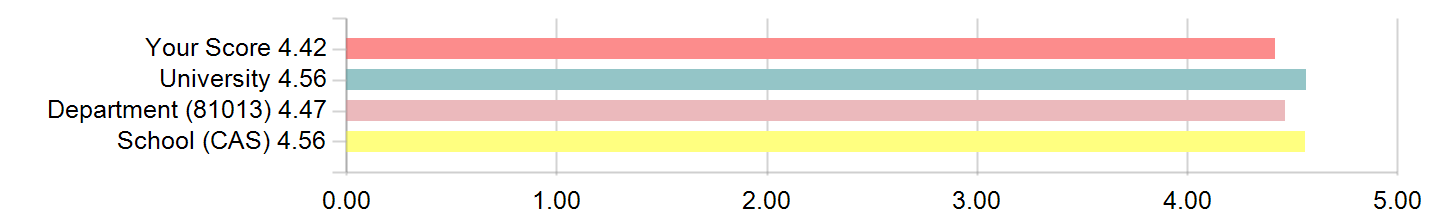 Your Score 4.42
University 4.56
Department (81013) 4.47
School (CAS) 4.56
0.00 1.00 2.00 3.00 4.00 5.00